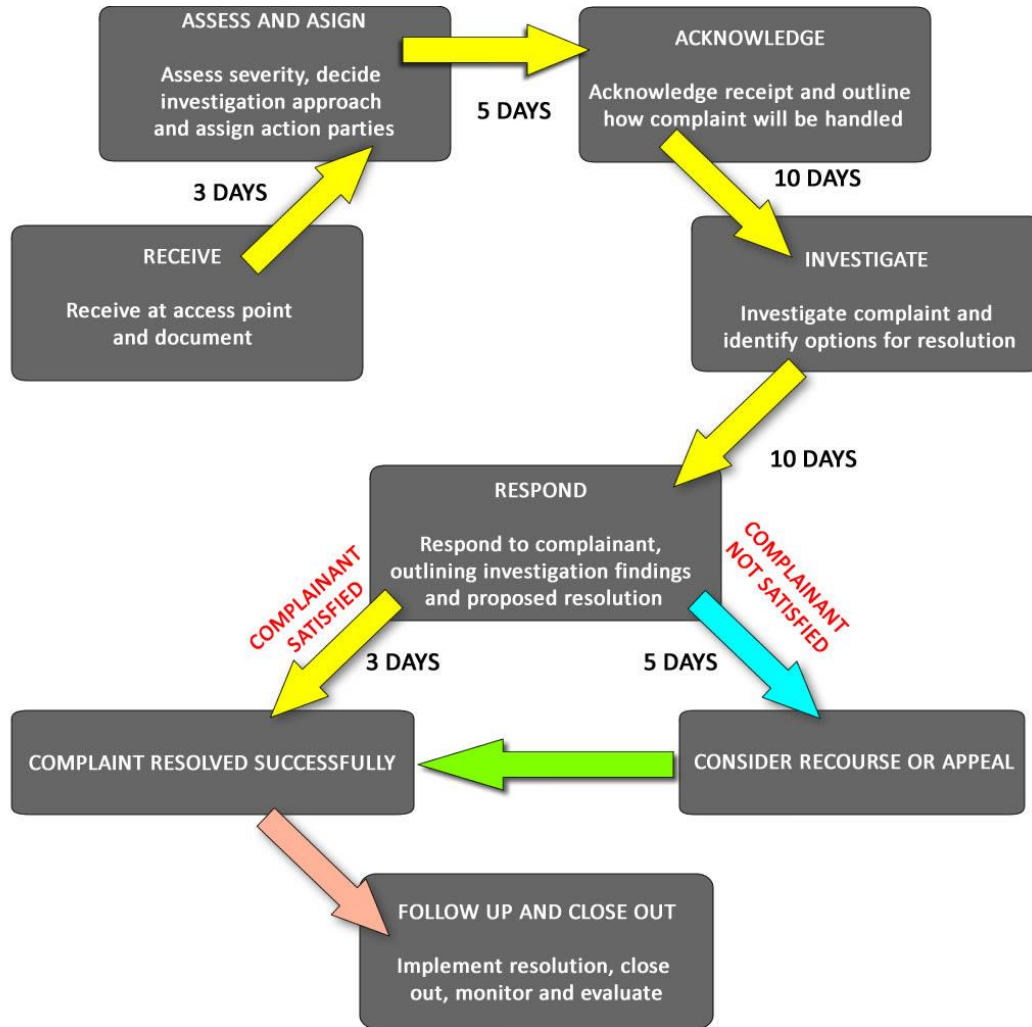 ASSESS AND ASIGN
Assess severity, decide
investigation approach
and assign action parties
5 DAYS
ACKNOWLEDGE
Acknowledge receipt and outline
how complaint will be handled
3 DAYS
10 DAYS
RECEIVE
Receive at access point
and document
INVESTIGATE
Investigate complaint and
identify options for resolution
10 DAYS
RESPOND
Respond to complainant,
outlining investigation findings
and proposed resolution
COMPLAINANT
SATISFIED
COMPLAINANT
NOT SATISFIED
3 DAYS
5 DAYS
COMPLAINT RESOLVED SUCCESSFULLY
CONSIDER RECOURSE OR APPEAL
FOLLOW UP AND CLOSE OUT
Implement resolution, close
out, monitor and evaluate